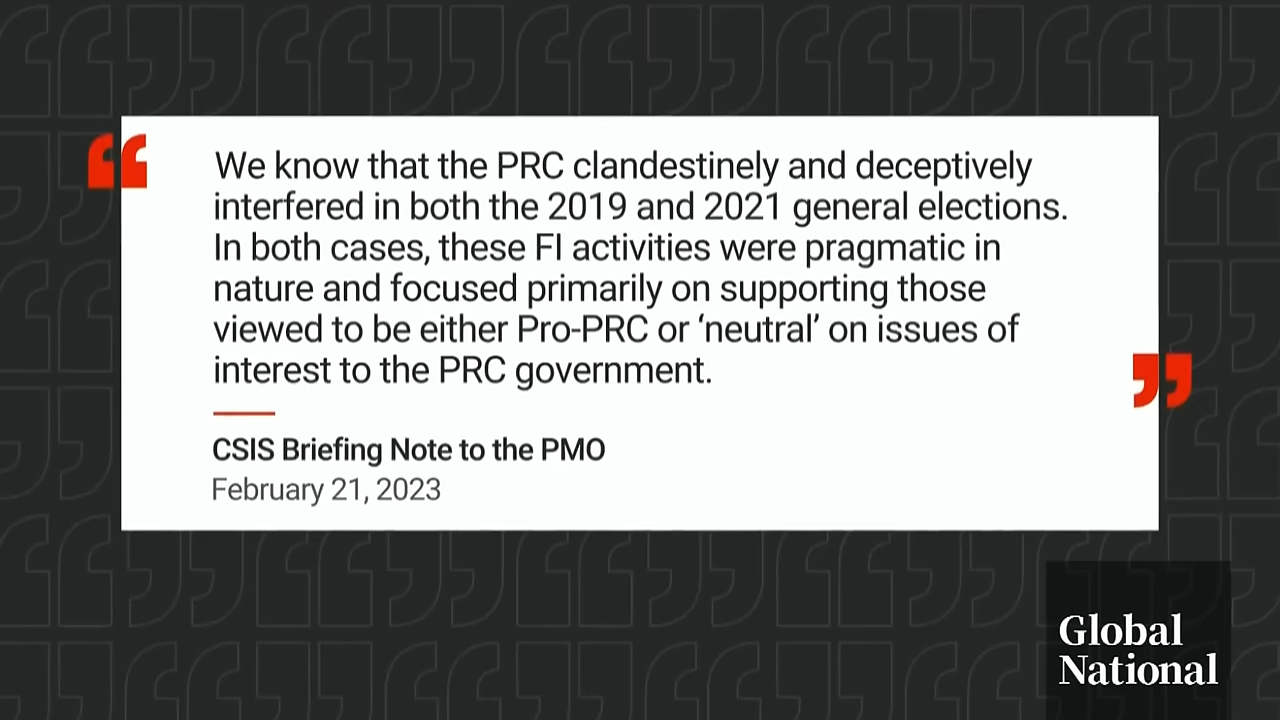 We know that the PRC clandestinely and deceptively
interfered in both the 2019 and 2021 general elections.
In both cases, these FI activities were pragmatic in
nature and focused primarily on supporting those
viewed to be either Pro-PRC or ‘neutral’ on issues of
interest to the PRC government.
CSIS Briefing Note to the PMO
February 21, 2023
Global
National